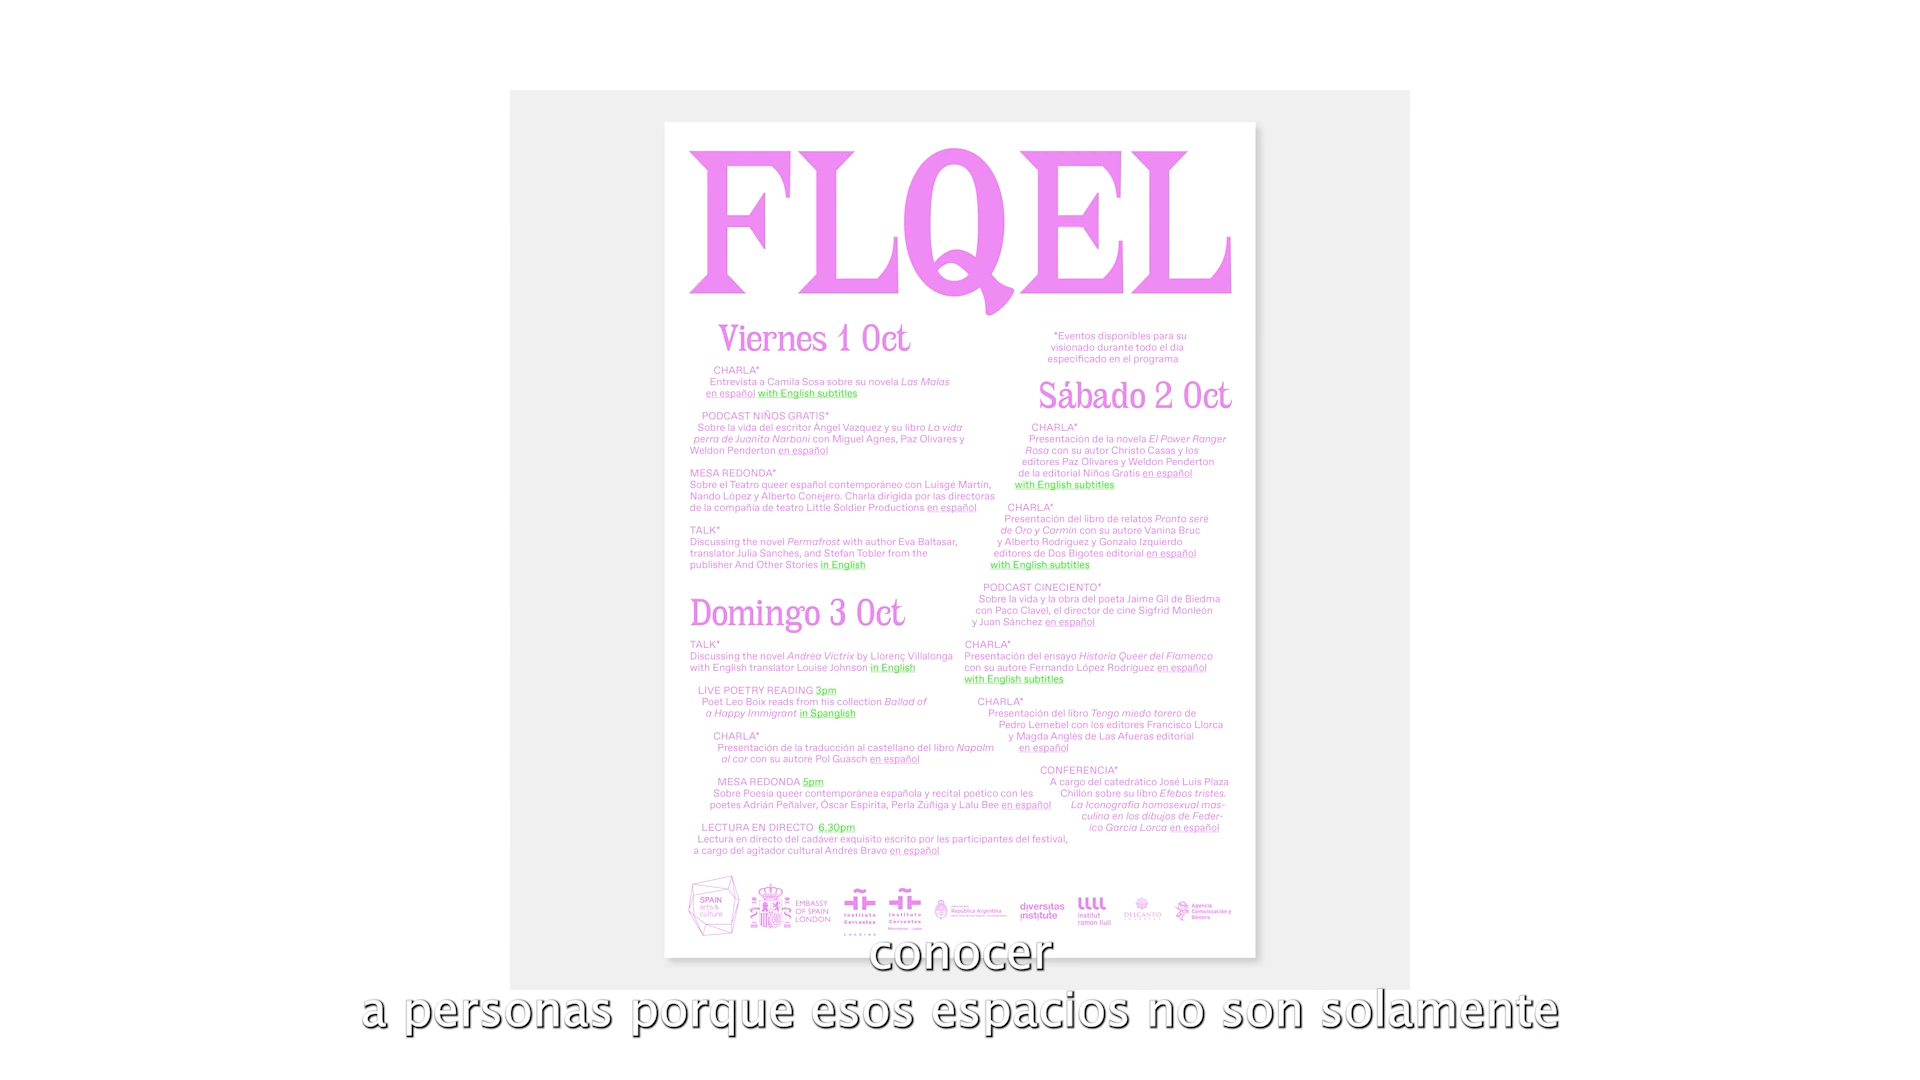 FLQEL
Viernes 1 Oct
CHARLA*
Entrevista a Camila Sosa sobre su novela Las Malas
en español with English subtitles
PODCAST NIÑOS GRATIS*
Sobre la vida del escritor Ángel Vazquez y su libro La vida
perra de Juanita Narboni con Miguel Agnes, Paz Olivares y
Weldon Penderton en español
MESA REDONDA*
Sobre el Teatro queer español contemporáneo con Luisgé Martín,
Nando López y Alberto Conejero. Charla dirigida por las directoras
de la compañía de teatro Little Soldier Productions en español
TALK*
Discussing the novel Permafrost with author Eva Baltasar,
translator Julia Sanches, and Stefan Tobler from the
publisher And Other Stories in English
Domingo 3 Oct
TALK*
Discussing the novel Andrea Víctrix by Llorenç Villalonga
with English translator Louise Johnson in English
LIVE POETRY READING 3pm
Poet Leo Boix reads from his collection Ballad of
a Happy Immigrant in Spanglish
CHARLA*
Presentación de la traducción al castellano del libro Napalm
al cor con su autore Pol Guasch en español
MESA REDONDA 5pm
Sobre Poesía queer contemporánea española y recital poético con les
poetes Adrián Peñalver, Óscar Espirita, Perla Zúñiga y Lalu Bee en español
LECTURA EN DIRECTO 6.30pm
Lectura en directo del cadáver exquisito escrito por les participantes del festival,
a cargo del agitador cultural Andrés Bravo en español
*Eventos disponibles para su
visionado durante todo el día
especificado en el programa
Sábado 2 Oct
CHARLA*
Presentación de la novela El Power Ranger
Rosa con su autor Christo Casas y los
editores Paz Olivares y Weldon Penderton
de la editorial Niños Gratis en español
with English subtitles
CHARLA*
Presentación del libro de relatos Pronto seré
de Oro y Carmín con su autore Vanina Bruc
y Alberto Rodríguez y Gonzalo Izquierdo
editores de Dos Bigotes editorial en español
with English subtitles
PODCAST CINECIENTO*
Sobre la vida y la obra del poeta Jaime Gil de Biedma
con Paco Clavel, el director de cine Sigfrid Monleón
y Juan Sánchez en español
CHARLA*
Presentación del ensayo Historia Queer del Flamenco
con su autore Fernando López Rodríguez en español
with English subtitles
CHARLA*
Presentación del libro Tengo miedo torero de
Pedro Lemebel con los editores Francisco Llorca
y Magda Anglès de Las Afueras editorial
en español
CONFERENCIA*
A cargo del catedrático José Luis Plaza
Chillón sobre su libro Efebos tristes.
La Iconografía homosexual mas-
culina en los dibujos de Feder-
ico García Lorca en español
SPAIN
arts &
culture
EMBASSY
OF SPAIN
LONDON
Instituto
Cervantes
Londres
Instituto
Cervantes
República Argentina
diversitas
institute
LLLL
institut
ramon llull
DELCANTO
Agencia
Comunicación y
Género
conocer
a personas porque esos espacios no son solamente